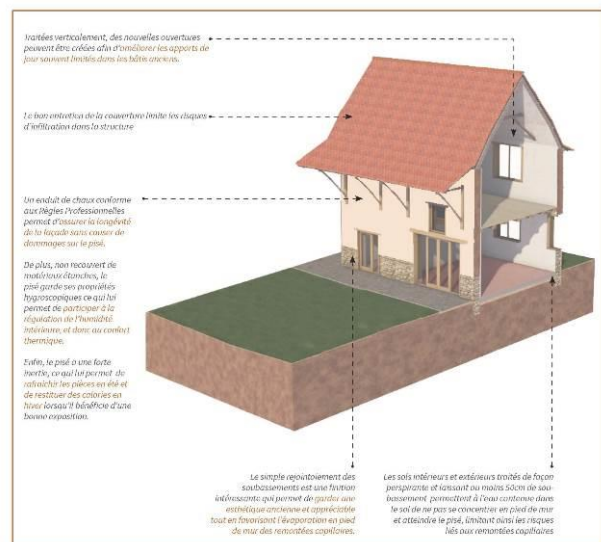 Traitées verticalement, des nouvelles ouvertures
peuvent être créées afin d'améliorer les apports de
jour souvent limités dans les bâtis anciens.
Le bon entretien de la couverture limite les risques
d'infiltration dans la structure
Un enduit de chaux conforme
aux Règles Professionnelles
permet d'assurer la longévité
de la façade sans causer de
dommages sur le pisé.
De plus, non recouvert de
matériaux étanches, le
pisé garde ses propriétés
hygroscopiques ce qui lui
permet de participer à la
régulation de l'humidité
intérieure, et donc au confort
thermique.
Enfin, le pisé a une forte
inertie, ce qui lui permet de
rafraichir les pièces en été et
de restituer des calories en
hiver lorsqu'il bénéficie d'une
bonne exposition.
Le simple rejointoiement des
soubassements est une finition
intéressante qui permet de garder une
esthétique ancienne et appréciable
tout en favorisant l'évaporation en pied
de mur des remontées capillaires.
Les sols intérieurs et extérieurs traités de façon
perspirante et laissant au moins 50cm de sou-
bassement permettent à l'eau contenue dans
le sol de ne pas se concentrer en pied de mur
et atteindre le pisé, limitant ainsi les risques
liés aux remontées capillaires